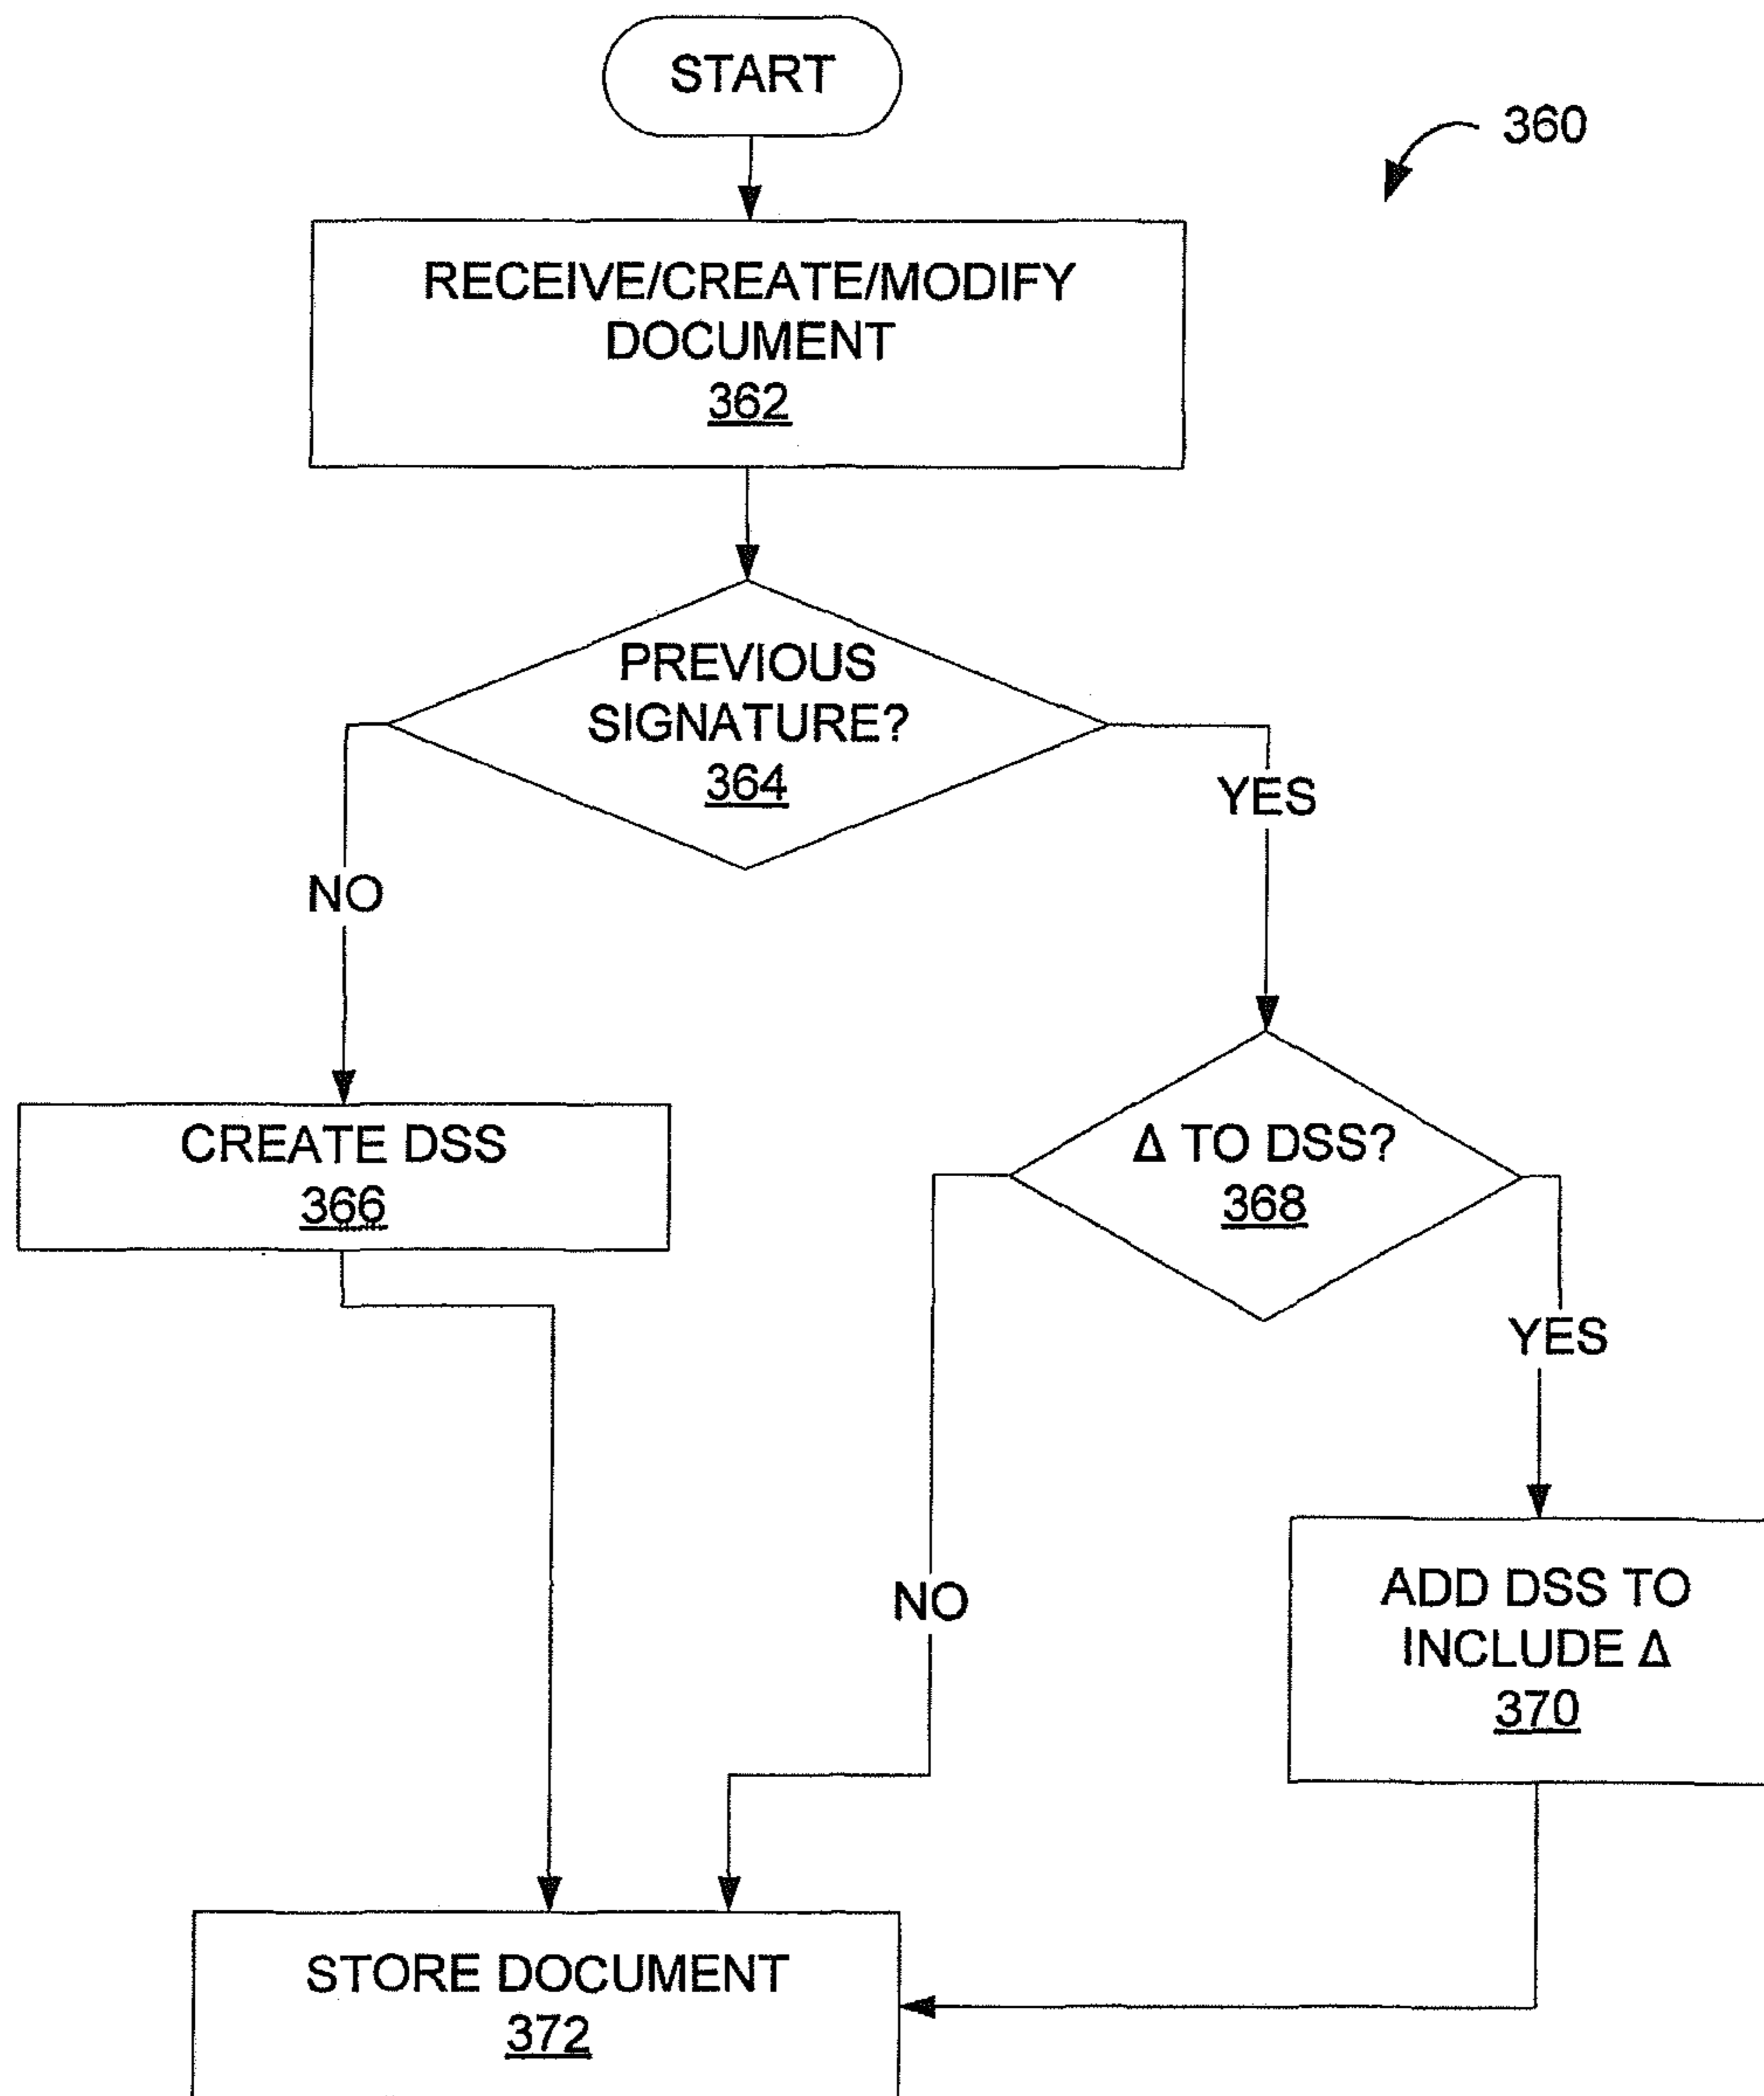 START
360
RECEIVE/CREATE/MODIFY
DOCUMENT
362
PREVIOUS
SIGNATURE?
364
YES
NO
CREATE DSS
366
Δ TO DSS?
368
YES
NO
ADD DSS TO
INCLUDE Δ
370
STORE DOCUMENT
372